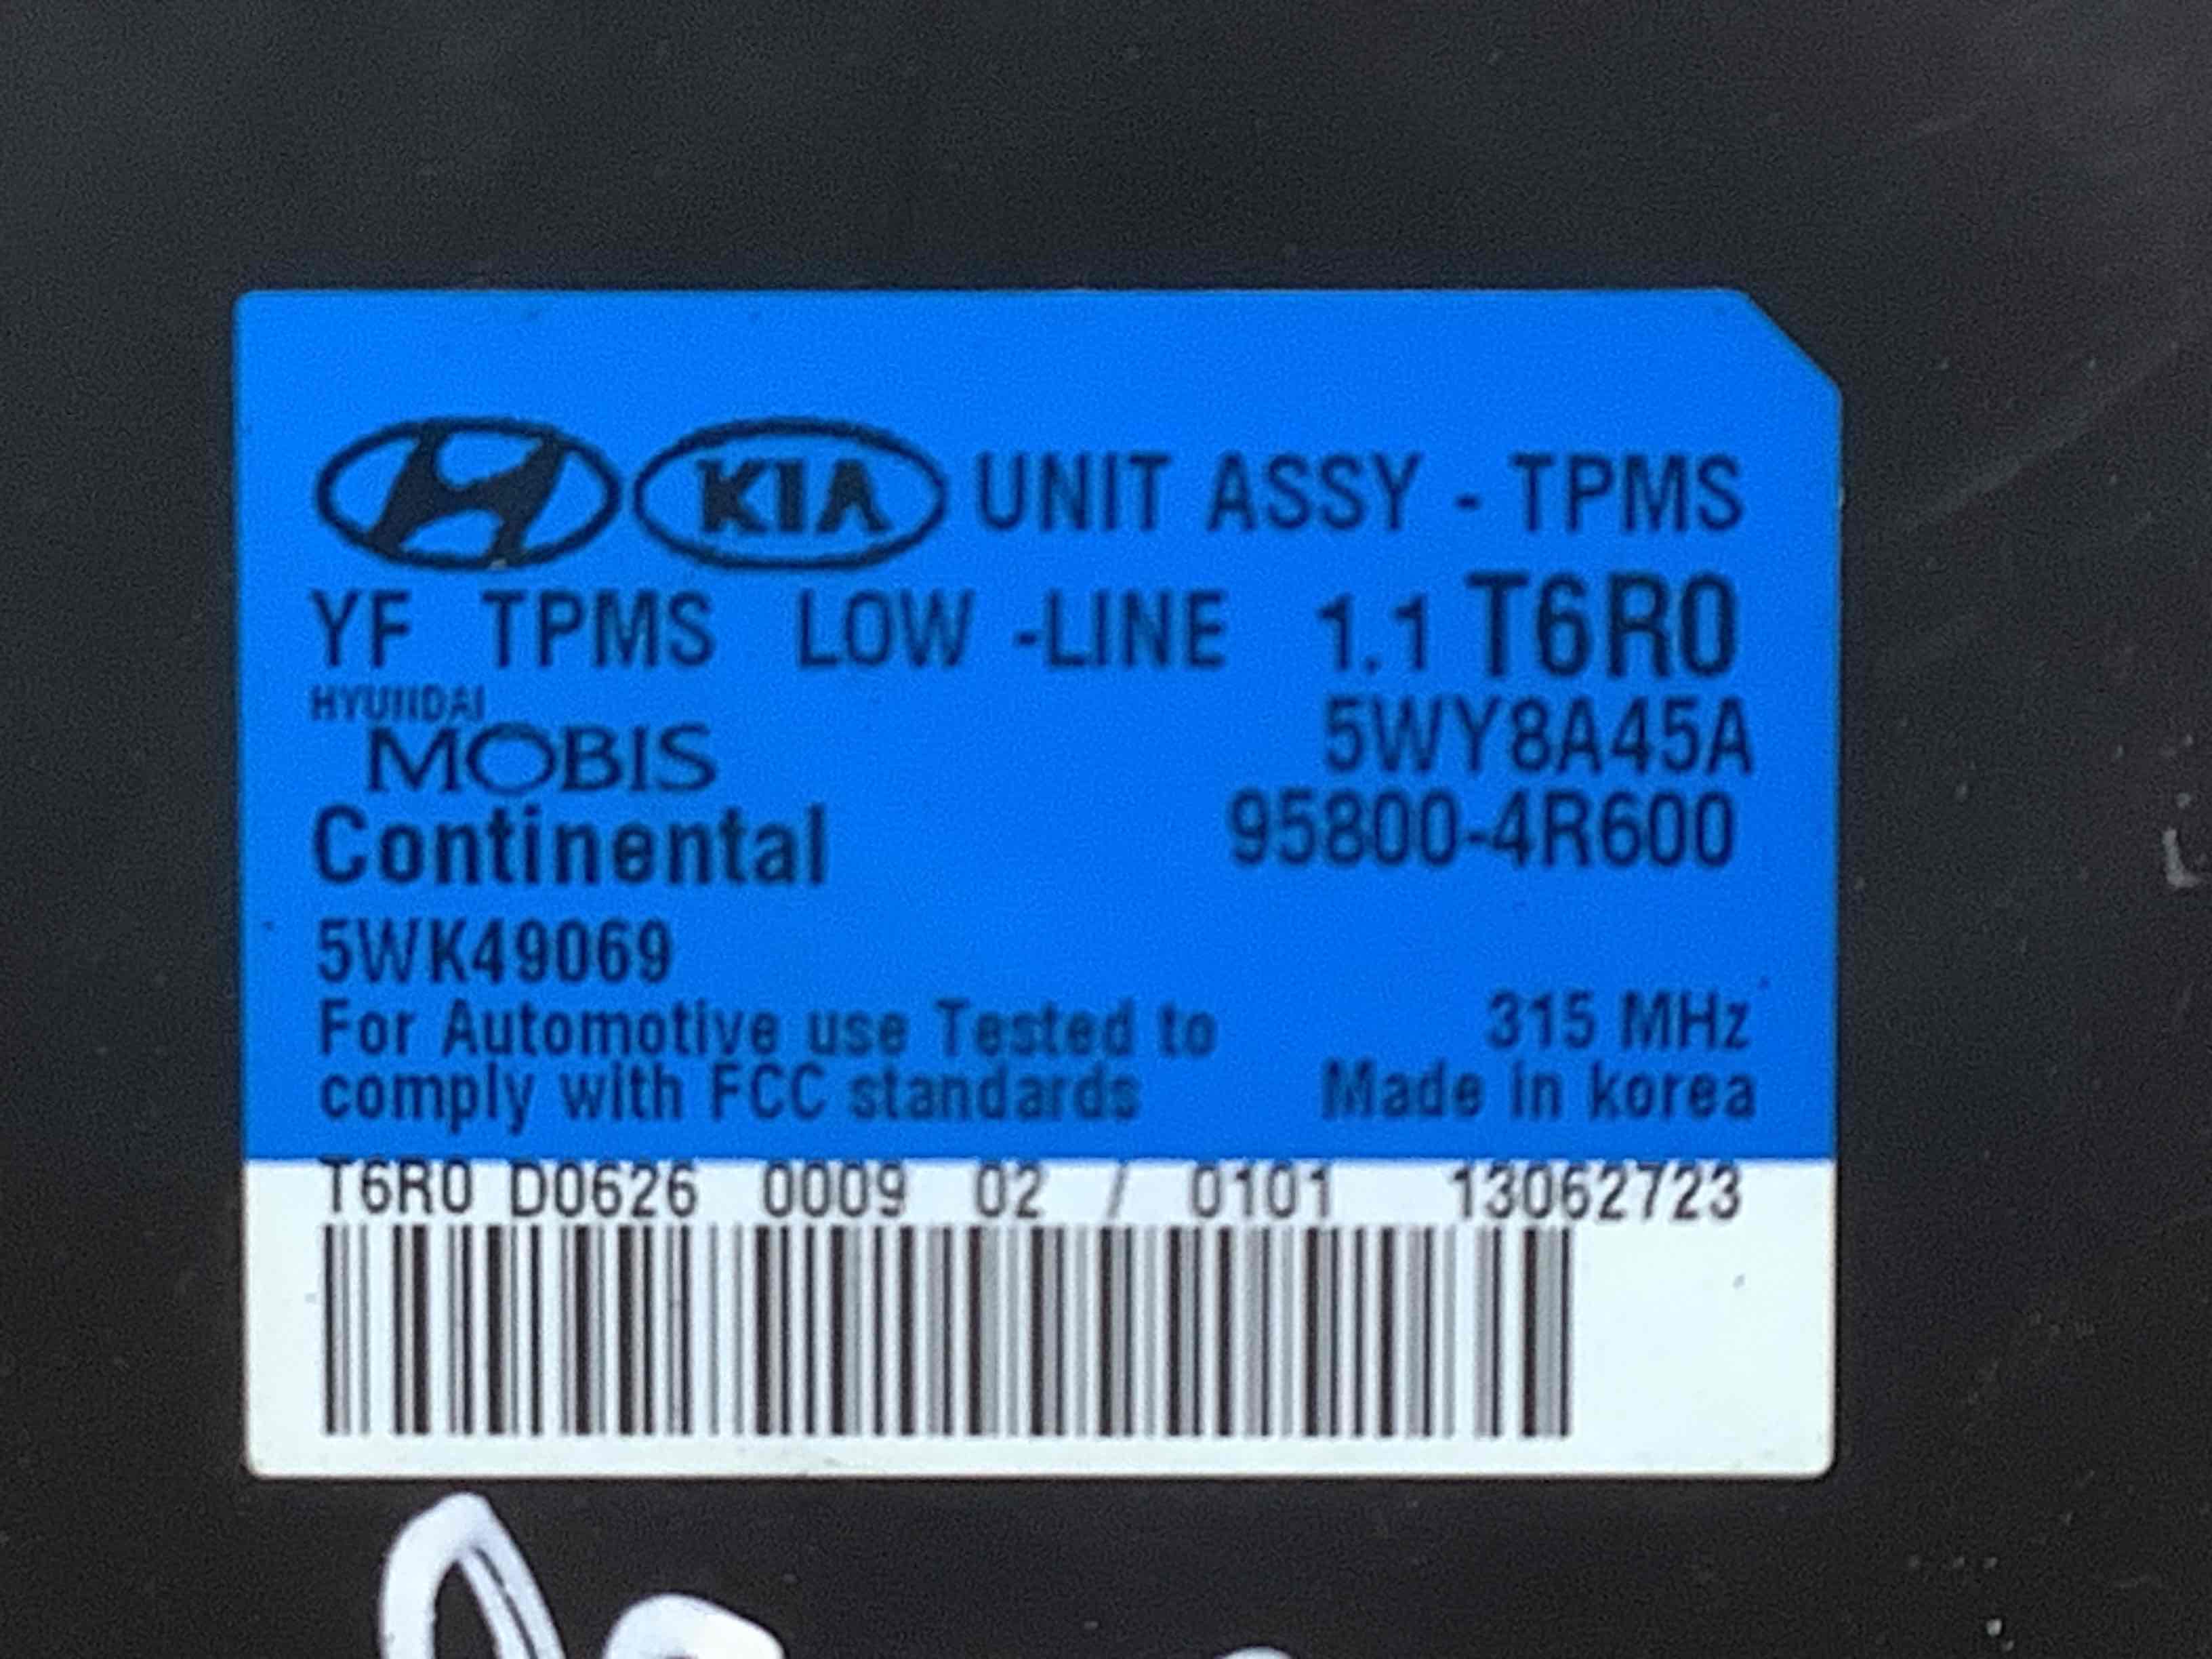 KIA UNIT ASSY - TPMS
YF TPMS LOW -LINE 1.1 T6R0
HYUNDAI
MOBIS
5WY8A45A
Continental
95800-4R600
5WK49069
For Automotive use Tested to
comply with FCC standards
315 MHz
Made in korea
T6R0 D0626 0009 02 / 0101 13062723